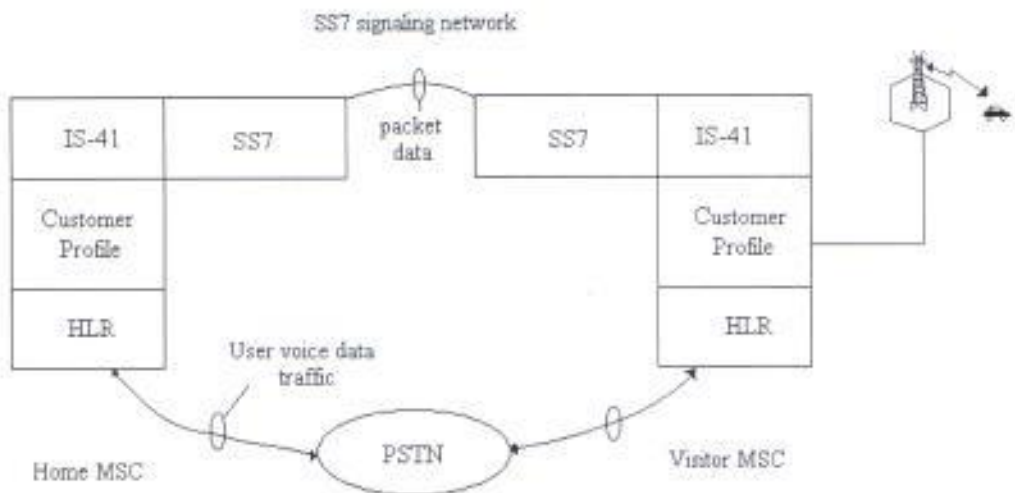 SS7 signaling network
IS-41
SS7
packet
data
SS7
IS-41
Customer
Profile
Customer
Profile
HLR
HLR
User voice data
traffic
PSTN
Home MSC
Visitor MSC